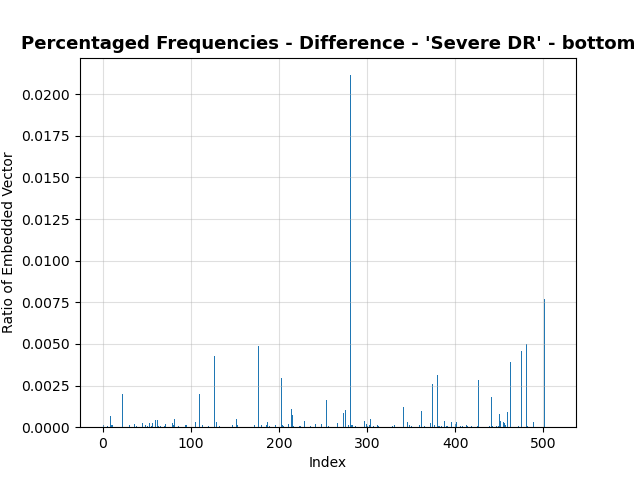 Percentaged Frequencies - Difference - 'Severe DR' - bottom
Ratio of Embedded Vector
0.0200
0.0175
0.0150
0.0125
0.0100
0.0075
0.0050
0.0025
0.0000
0 100 200 300 400 500
Index